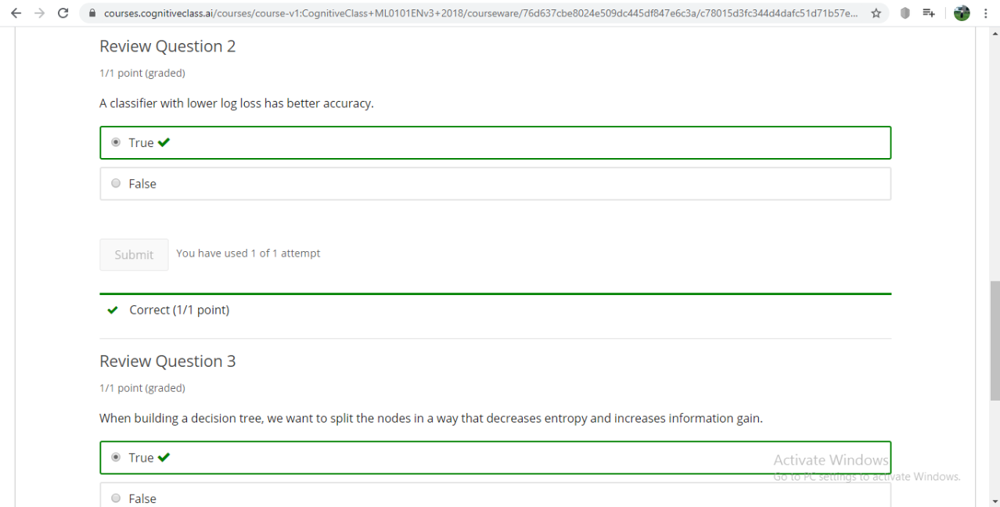 courses.cognitiveclass.ai/courses/course-v1:CognitiveClass+ML0101ENv3+2018/courseware/76d637cbe8024e509dc445df847e6c3a/c78015d3fc344d4dafc51d71b57e...
Review Question 2
1/1 point (graded)
A classifier with lower log loss has better accuracy.
True
False
Submit You have used 1 of 1 attempt
Correct (1/1 point)
Review Question 3
1/1 point (graded)
When building a decision tree, we want to split the nodes in a way that decreases entropy and increases information gain.
True
Activate Windows
Go to PC settings to activate Windows.
False